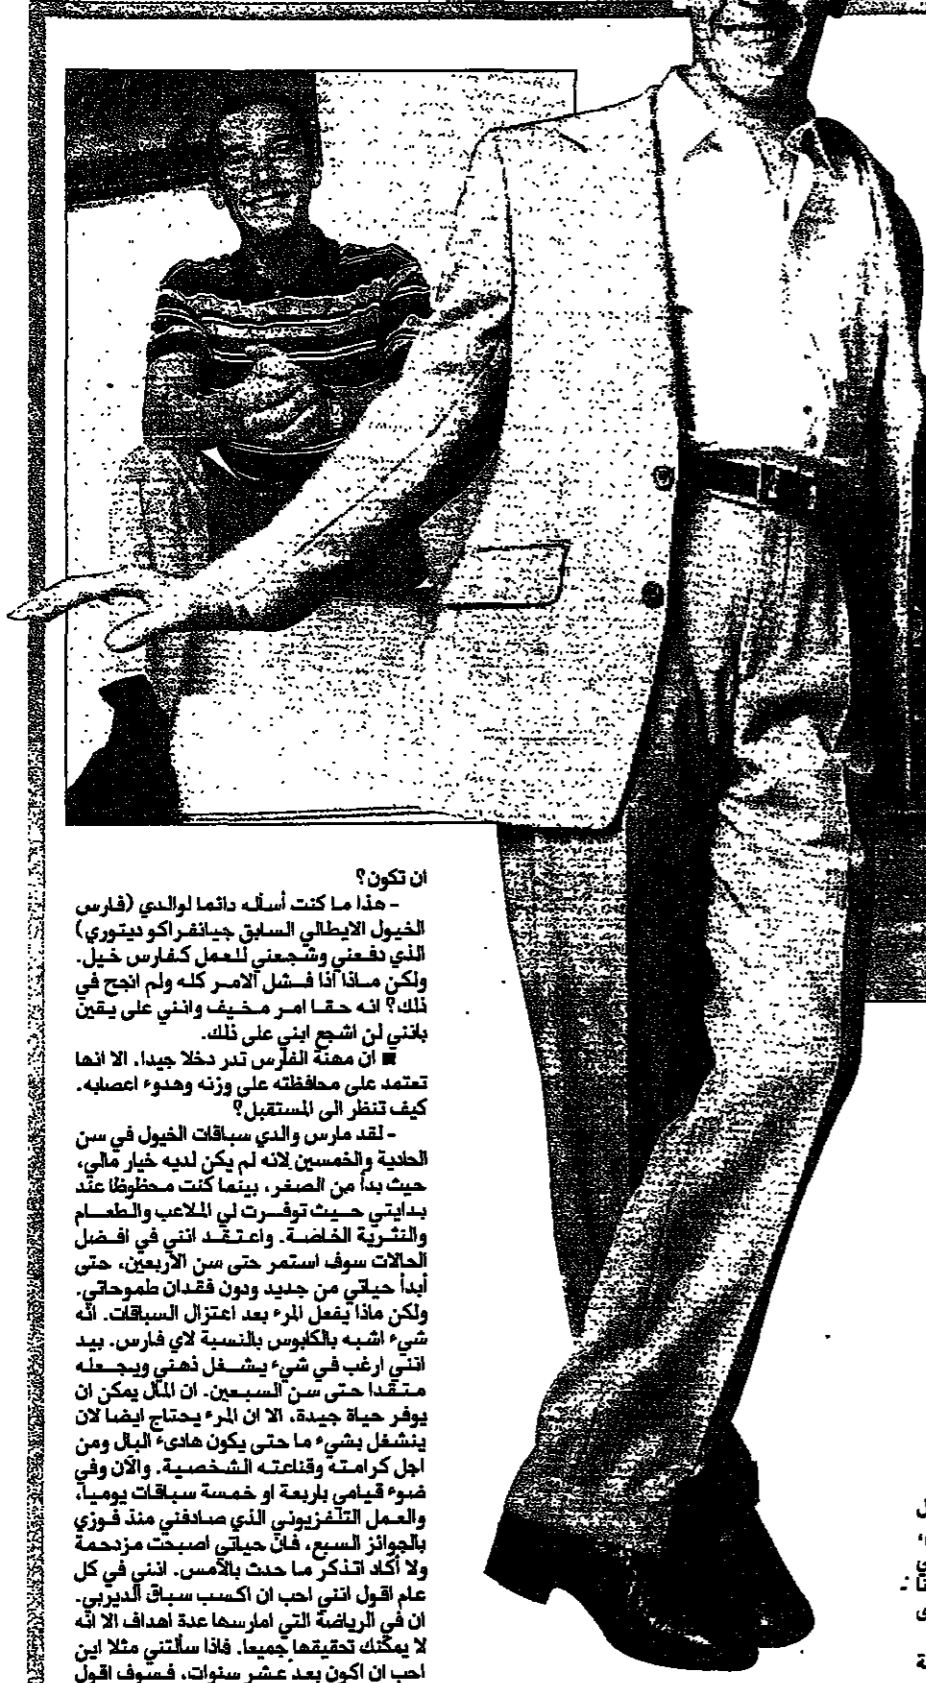 ان تكون؟
- هذا ما كنت أسأله دائما لوالدي (فارس
الخيول الايطالي السابق جيانفراكو ديتوري)
الذي دفعني وشجعني للعمل كفارس خيل.
ولكن ماذا اذا فشل الامر كله ولم انجح في
ذلك؟ انه حقا امر مخيف وانني على يقين
بانني لن اشجع ابني على ذلك.
■ ان مهنة الفارس تدر دخلا جيدا، الا انها
تعتمد على محافظته على وزنه وهدوء اعصابه.
كيف تنظر الى المستقبل؟
- لقد مارس والدي سباقات الخيول في سن
الحادية والخمسين لانه لم يكن لديه خيار مالي،
حيث بدأ من الصغر، بينما كنت محظوظا عند
بدايتي حيث توفرت لي الملاعب والطعام
والنثرية الخاصة. واعتقد انني في افضل
الحالات سوف استمر حتى سن الأربعين، حتى
أبدأ حياتي من جديد ودون فقدان طموحاتي.
ولكن ماذا يفعل المرء بعد اعتزال السباقات. انه
شيء اشبه بالكابوس بالنسبة لاي فارس. بيد
انني ارغب في شيء يشغل ذهني ويجعله
متقدا حتى سن السبعين. ان المال يمكن ان
يوفر حياة جيدة، الا ان المرء يحتاج ايضا لان
ينشغل بشيء ما حتى يكون هادىء البال ومن
اجل كرامته وقناعته الشخصية. والآن وفي
ضوء قيامي باربعة او خمسة سباقات يوميا،
والعمل التلفزيوني الذي صادفني منذ فوزي
بالجوائز السبع، فان حياتي اصبحت مزدحمة
ولا أكاد اتذكر ما حدث بالأمس. انني في كل
عام اقول انني احب ان اكسب سباق الديربي.
ان في الرياضة التي امارسها عدة اهداف الا انه
لا يمكنك تحقيقها جميعا. فاذا سألتني مثلا اين
احب ان اكون بعد عشر سنوات، فسوف اقول